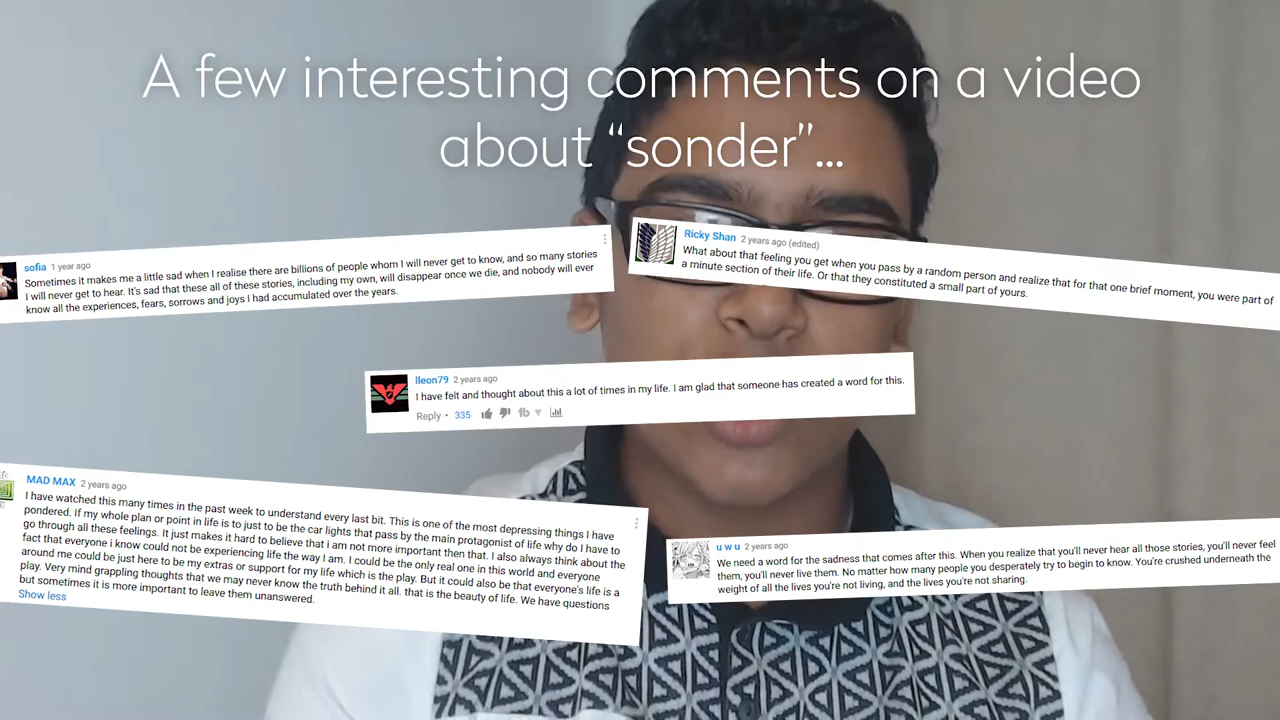 A few interesting comments on a video
about “sonder”...
sofia 1 year ago
Sometimes it makes me a little sad when I realise there are billions of people whom I will never get to know, and so many stories
I will never get to hear. It's sad that these all of these stories, including my own, will disappear once we die, and nobody will ever
know all the experiences, fears, sorrows and joys I had accumulated over the years.
Ricky Shan 2 years ago (edited)
What about that feeling you get when you pass by a random person and realize that for that one brief moment, you were part of
a minute section of their life. Or that they constituted a small part of yours.
lleon79 2 years ago
I have felt and thought about this a lot of times in my life. I am glad that someone has created a word for this.
Reply • 335
MAD MAX 2 years ago
I have watched this many times in the past week to understand every last bit. This is one of the most depressing things I have
pondered. If my whole plan or point in life is to just to be the car lights that pass by the main protagonist of life why do I have to
go through all these feelings. It just makes it hard to believe that i am not more important then that. I also always think about the
fact that everyone i know could not be experiencing life the way I am. I could be the only real one in this world and everyone
around me could be just here to be my extras or support for my life which is the play. But it could also be that everyone's life is a
play. Very mind grappling thoughts that we may never know the truth behind it all. that is the beauty of life. We have questions
but sometimes it is more important to leave them unanswered.
Show less
u w u 2 years ago
We need a word for the sadness that comes after this. When you realize that you'll never hear all those stories, you'll never feel
them, you'll never live them. No matter how many people you desperately try to begin to know. You're crushed underneath the
weight of all the lives you're not living, and the lives you're not sharing.